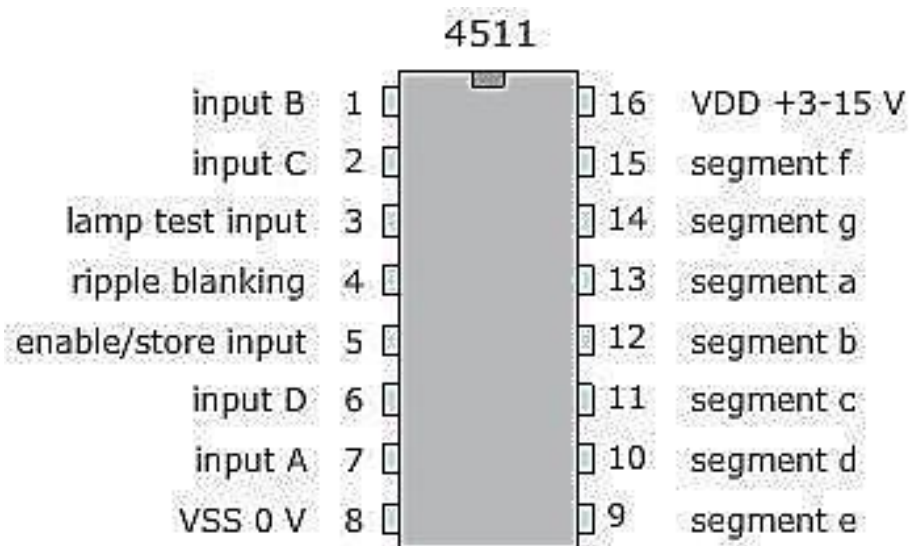 4511
input B 1 16 VDD +3-15 V
input C 2 15 segment f
lamp test input 3 14 segment g
ripple blanking 4 13 segment a
enable/store input 5 12 segment b
input D 6 11 segment c
input A 7 10 segment d
VSS 0 V 8 9 segment e